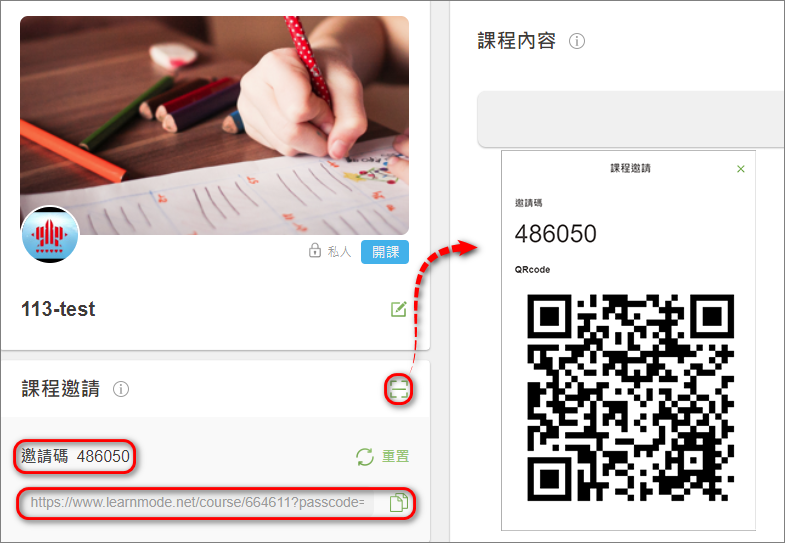 私人
開課
113-test
課程邀請
邀請碼 486050
重置
https://www.learnmode.net/course/664611?passcode=
課程內容
課程邀請
邀請碼
486050
QRcode